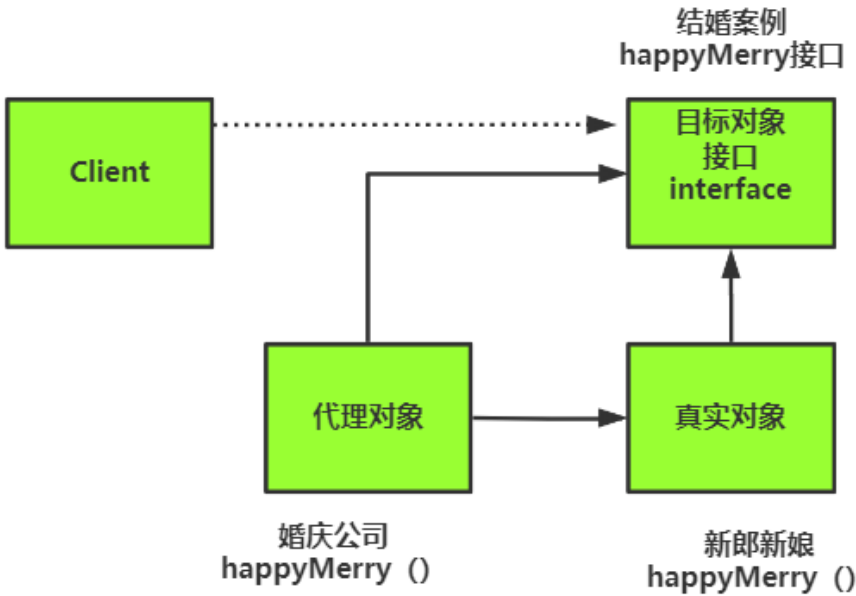 结婚案例
happyMerry接口
Client
目标对象
接口
interface
代理对象
真实对象
婚庆公司
happyMerry（）
新郎新娘
happyMerry（）